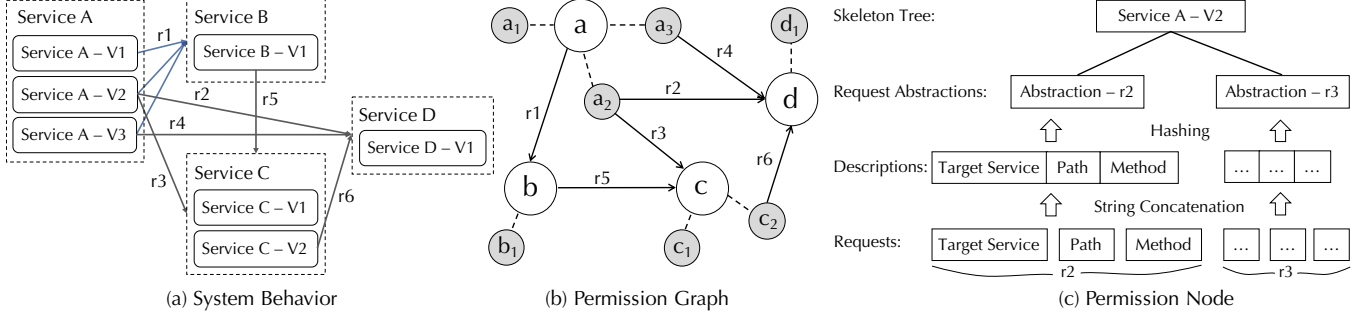 Service A
Service A – V1
Service A – V2
Service A – V3
r1
Service B
Service B – V1
r2
r5
r4
Service D
Service D – V1
r3
Service C
Service C – V1
Service C – V2
r6
(a) System Behavior
a1
a
a3
d1
r4
a2
r2
d
r1
r3
r6
b
r5
c
c2
b1
c1
(b) Permission Graph
Skeleton Tree:
Service A – V2
Request Abstractions:
Abstraction – r2
Abstraction – r3
Hashing
Descriptions:
Target Service
Path
Method
... ... ...
String Concatenation
Requests:
Target Service
Path
Method
... ... ...
r2
r3
(c) Permission Node